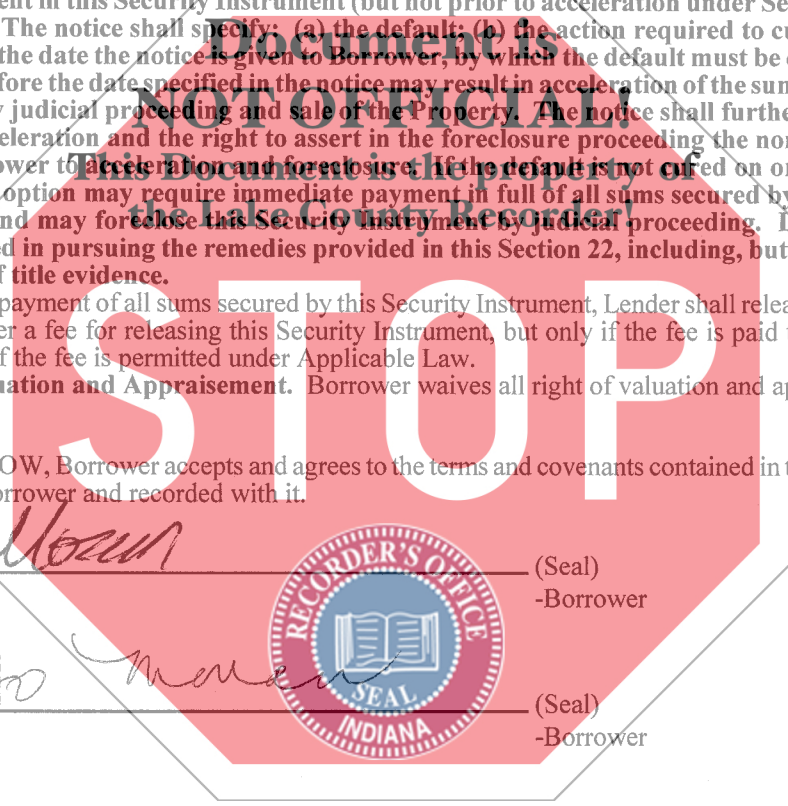 ent in this Security Instrument (but not prior to acceleration under Se
The notice shall specify: (a) the default; (b) the action required to cu
the date the notice is given to Borrower, by which the default must be c
fore the date specified in the notice may result in acceleration of the sum
y judicial proceeding and sale of the Property. The notice shall furthe
eleration and the right to assert in the foreclosure proceeding the non
ower to acceleration and foreclosure. If the default is not cured on or
option may require immediate payment in full of all sums secured by
nd may foreclose this Security Instrument by judicial proceeding. L
d in pursuing the remedies provided in this Section 22, including, but
f title evidence.
payment of all sums secured by this Security Instrument, Lender shall relea
er a fee for releasing this Security Instrument, but only if the fee is paid t
f the fee is permitted under Applicable Law.
uation and Appraisement. Borrower waives all right of valuation and ap
OW, Borrower accepts and agrees to the terms and covenants contained in t
orrower and recorded with it.
(Seal)
-Borrower
Moran
(Seal)
-Borrower
Document is
NOT OFFICIAL!
This Document is the property of
the Lake County Recorder!
STOP
RECORDER'S OFFICE
SEAL
INDIANA